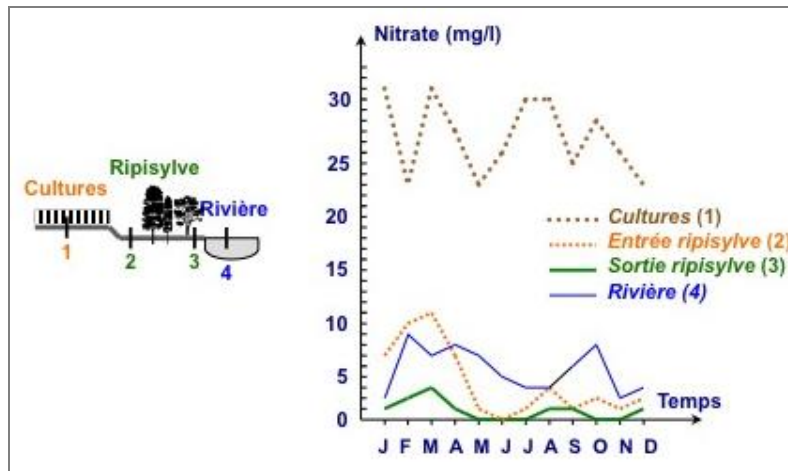 Ripisylve
Cultures
Rivière
1
2
3
4
Nitrate (mg/l)
30
25
20
15
10
5
0
Cultures (1)
Entrée ripisylve (2)
Sortie ripisylve (3)
Rivière (4)
Temps
J F M A M J J A S O N D